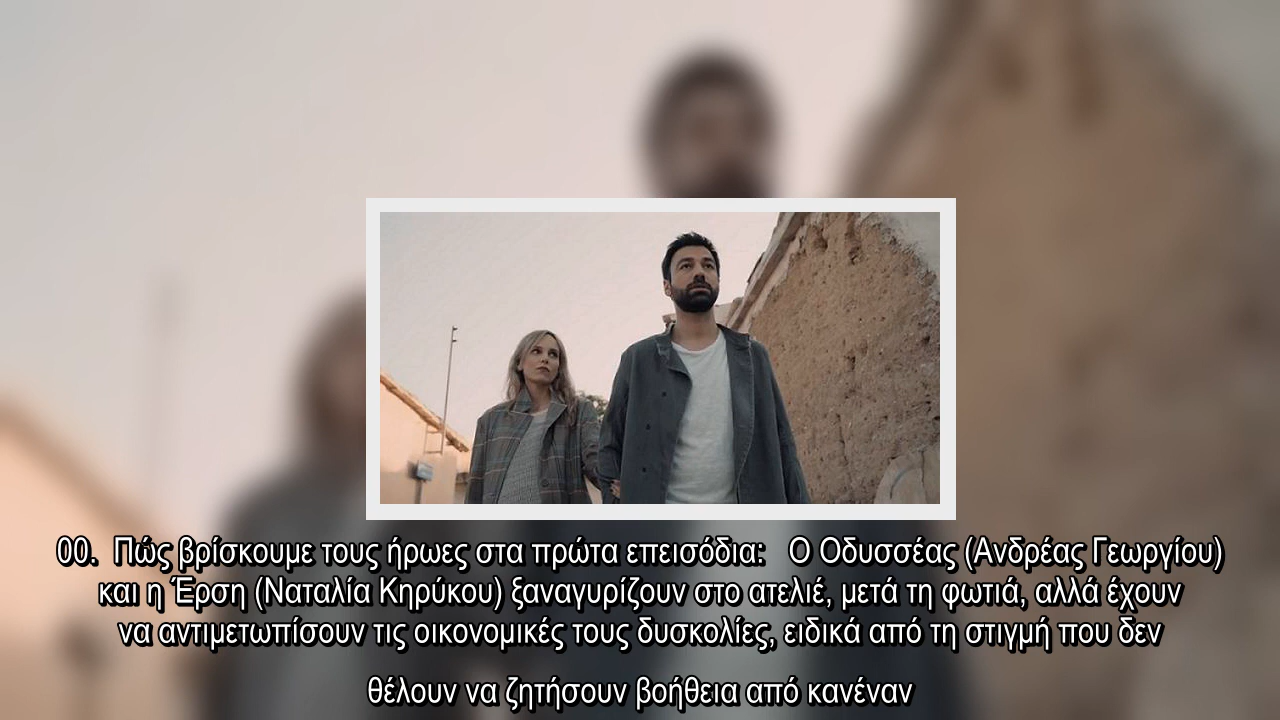 00.  Πώς βρίσκουμε τους ήρωες στα πρώτα επεισόδια:   Ο Οδυσσέας (Ανδρέας Γεωργίου)
και η Έρση (Ναταλία Κηρύκου) ξαναγυρίζουν στο ατελιέ, μετά τη φωτιά, αλλά έχουν
να αντιμετωπίσουν τις οικονομικές τους δυσκολίες, ειδικά από τη στιγμή που δεν
θέλουν να ζητήσουν βοήθεια από κανέναν